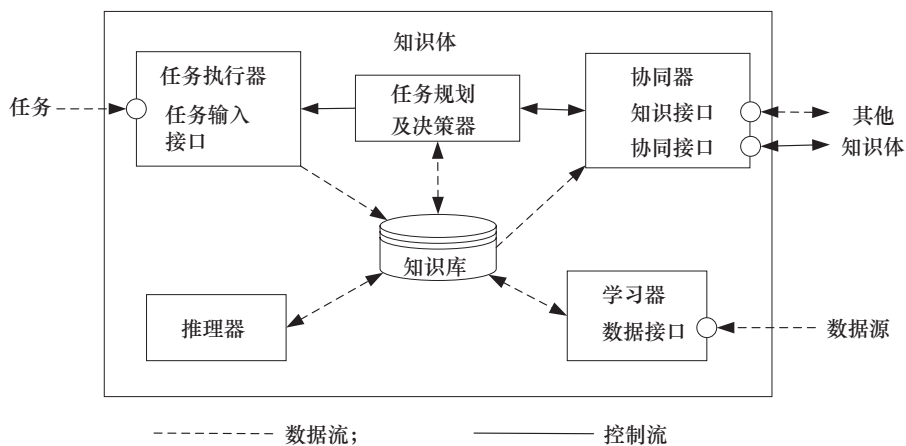 知识体
任务执行器
任务输入
接口
任务
任务规划
及决策器
协同器
知识接口
协同接口
其他
知识体
知识库
推理器
学习器
数据接口
数据源
数据流；
控制流